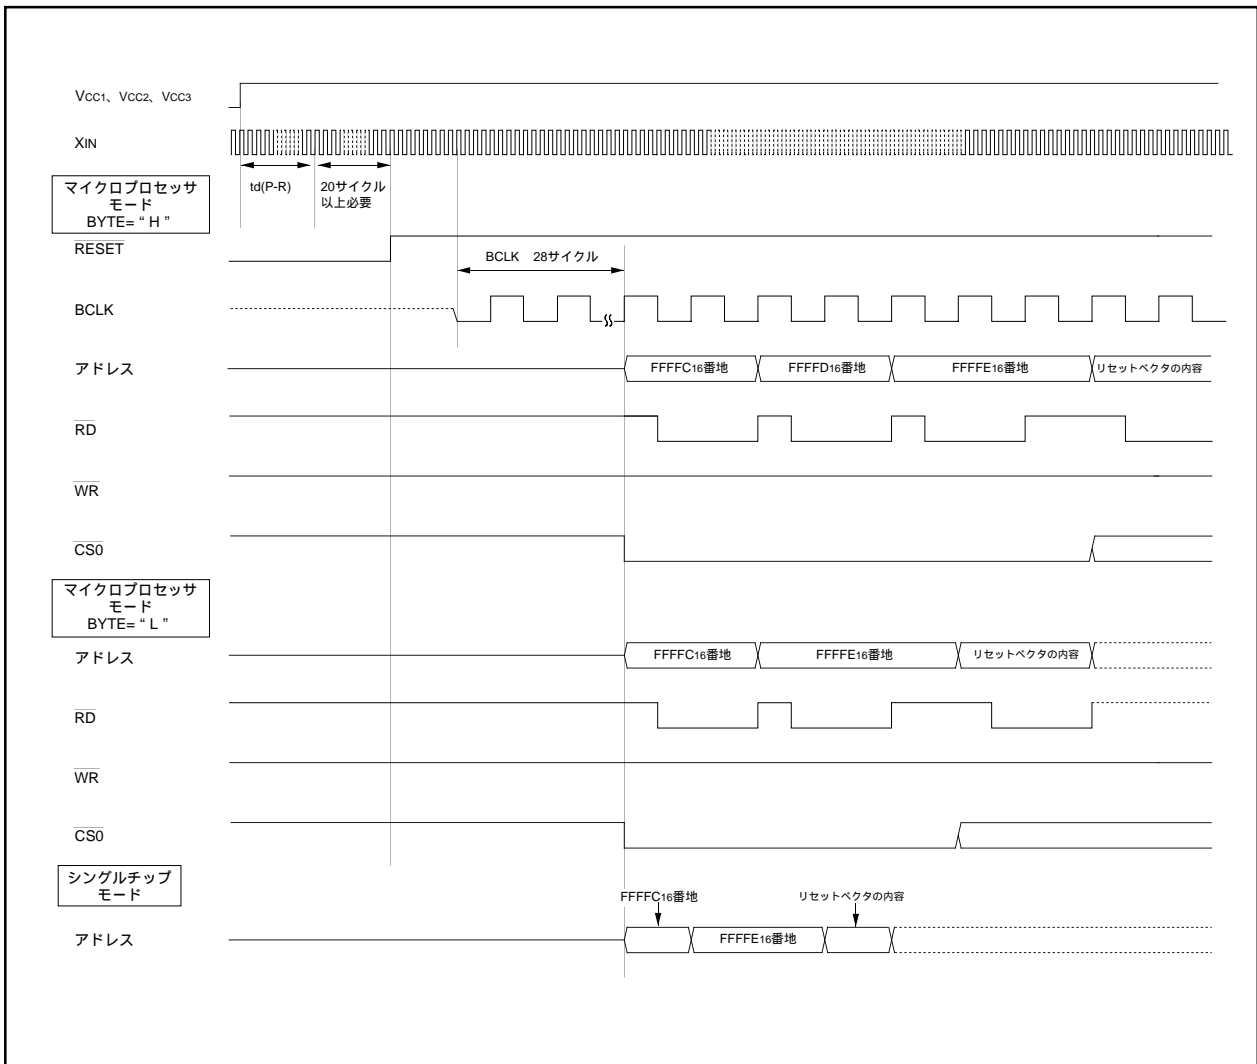 VCC1、VCC2、VCC3
XIN
td(P-R)
20サイクル
以上必要
マイクロプロセッサ
モード
BYTE= “ H ”
RESET
BCLK 28サイクル
BCLK
アドレス
FFFFC16番地
FFFFD16番地
FFFFE16番地
リセットベクタの内容
RD
WR
CS0
マイクロプロセッサ
モード
BYTE= “ L ”
アドレス
FFFFC16番地
FFFFE16番地
リセットベクタの内容
RD
WR
CS0
シングルチップ
モード
FFFFC16番地
リセットベクタの内容
アドレス
FFFFE16番地